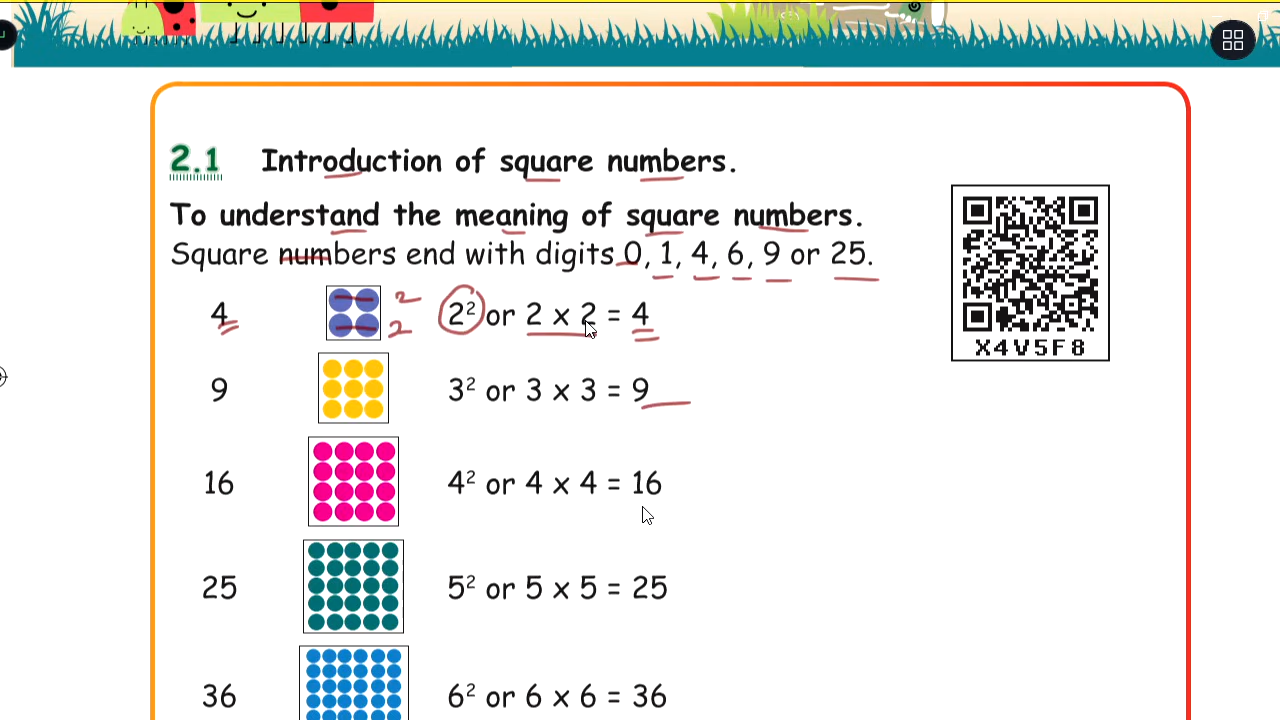 2.1 Introduction of square numbers.
To understand the meaning of square numbers.
Square numbers end with digits 0, 1, 4, 6, 9 or 25.
4 2 2 2² or 2 x 2 = 4
9 3² or 3 x 3 = 9
16 4² or 4 x 4 = 16
25 5² or 5 x 5 = 25
36 6² or 6 x 6 = 36
X4V5F8